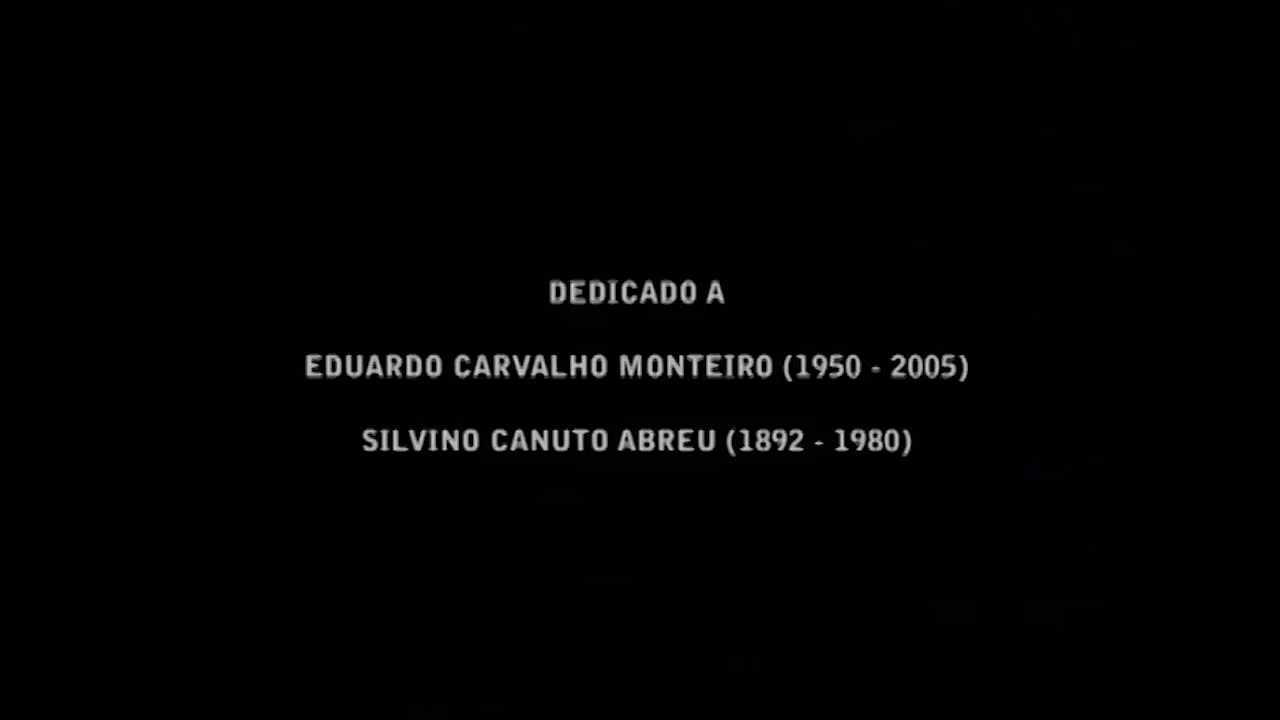 DEDICADO A
EDUARDO CARVALHO MONTEIRO (1950 - 2005)
SILVINO CANUTO ABREU (1892 - 1980)